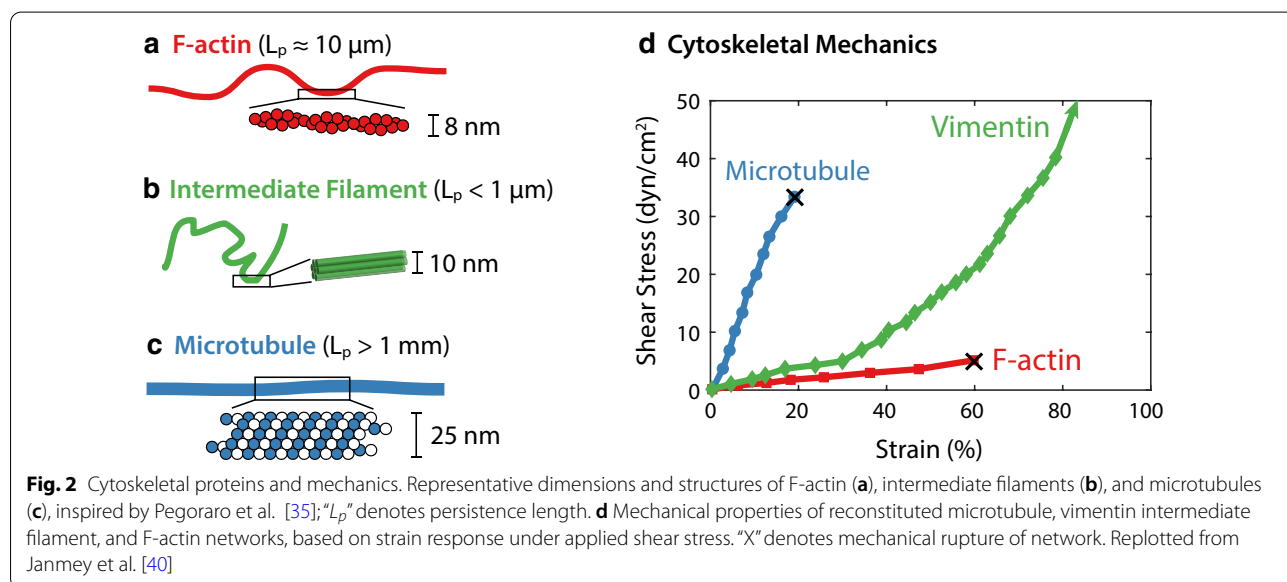 a F-actin (Lₚ ≈ 10 µm)
8 nm
b Intermediate Filament (Lₚ < 1 µm)
10 nm
c Microtubule (Lₚ > 1 mm)
25 nm
d Cytoskeletal Mechanics
Shear Stress (dyn/cm²)
50
40
30
20
10
0
Vimentin
Microtubule
F-actin
0 20 40 60 80 100
Strain (%)
Fig. 2 Cytoskeletal proteins and mechanics. Representative dimensions and structures of F-actin (a), intermediate filaments (b), and microtubules
(c), inspired by Pegoraro et al. [35]; “Lₚ” denotes persistence length. d Mechanical properties of reconstituted microtubule, vimentin intermediate
filament, and F-actin networks, based on strain response under applied shear stress. “X” denotes mechanical rupture of network. Replotted from
Janmey et al. [40]